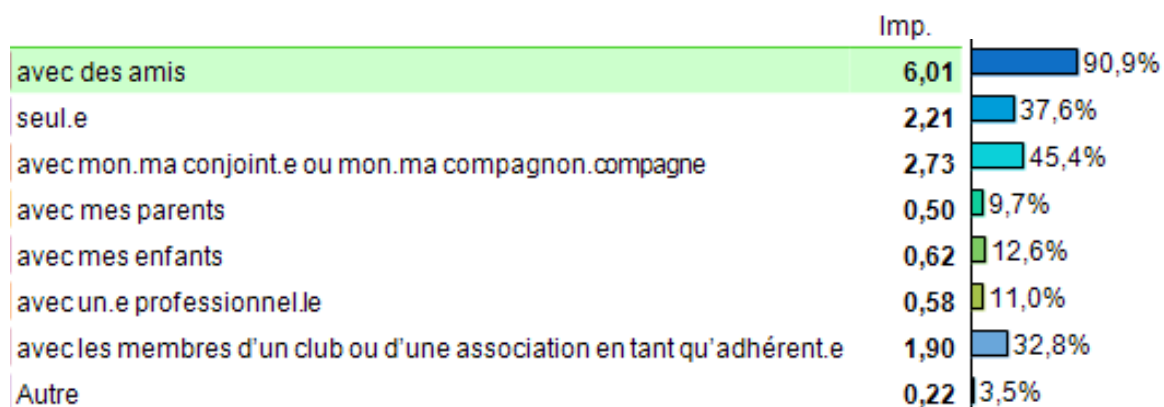 Imp.
avec des amis 6,01 90,9%
seul.e 2,21 37,6%
avec mon.ma conjoint.e ou mon.ma compagnon.compagne 2,73 45,4%
avec mes parents 0,50 9,7%
avec mes enfants 0,62 12,6%
avec un.e professionnel.le 0,58 11,0%
avec les membres d’un club ou d’une association en tant qu’adhérent.e 1,90 32,8%
Autre 0,22 3,5%